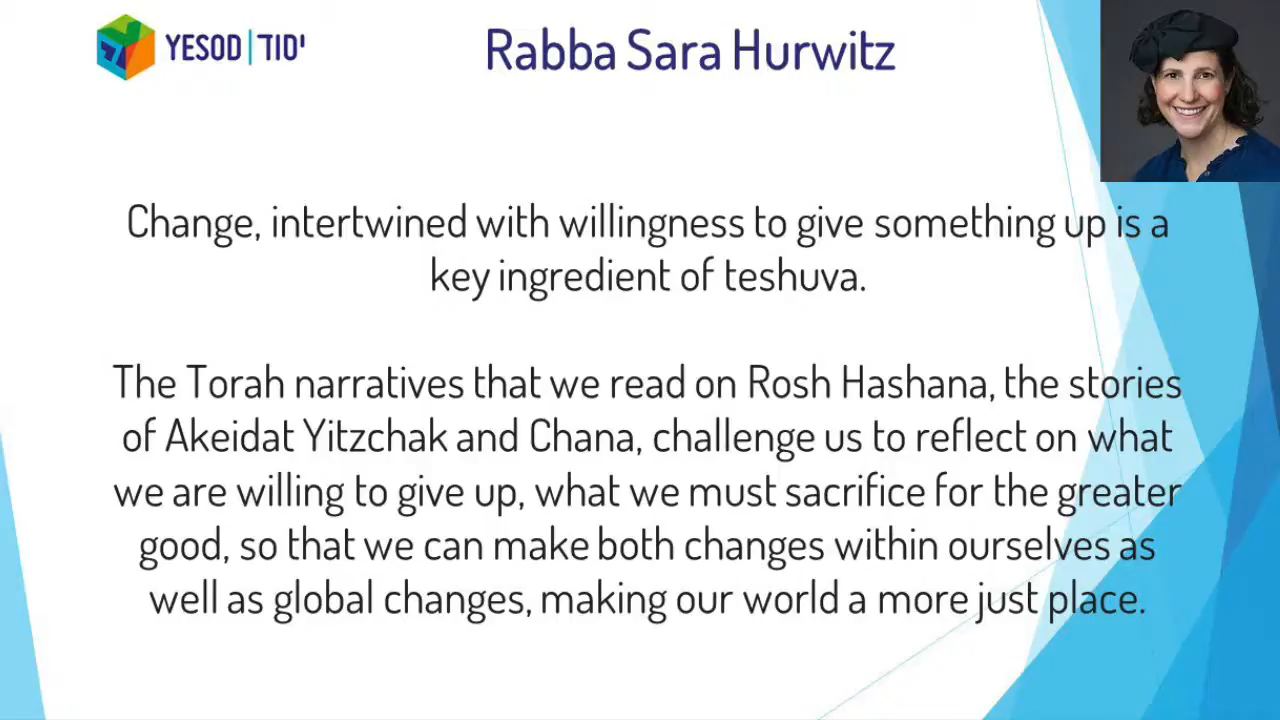 YESOD | יסוד
Rabba Sara Hurwitz
Change, intertwined with willingness to give something up is a
key ingredient of teshuva.
The Torah narratives that we read on Rosh Hashana, the stories
of Akeidat Yitzchak and Chana, challenge us to reflect on what
we are willing to give up, what we must sacrifice for the greater
good, so that we can make both changes within ourselves as
well as global changes, making our world a more just place.